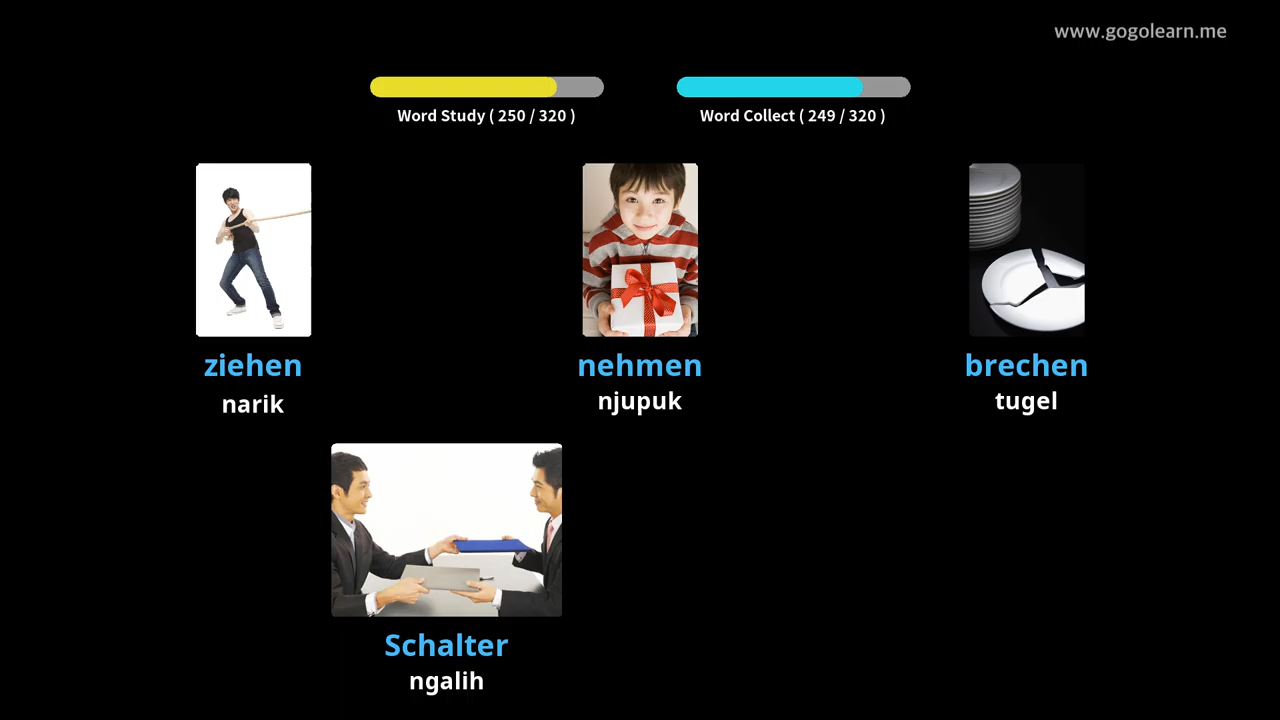 www.gogolearn.me
Word Study ( 250 / 320 )
Word Collect ( 249 / 320 )
ziehen
nehmen
brechen
narik
njupuk
tugel
Schalter
ngalih